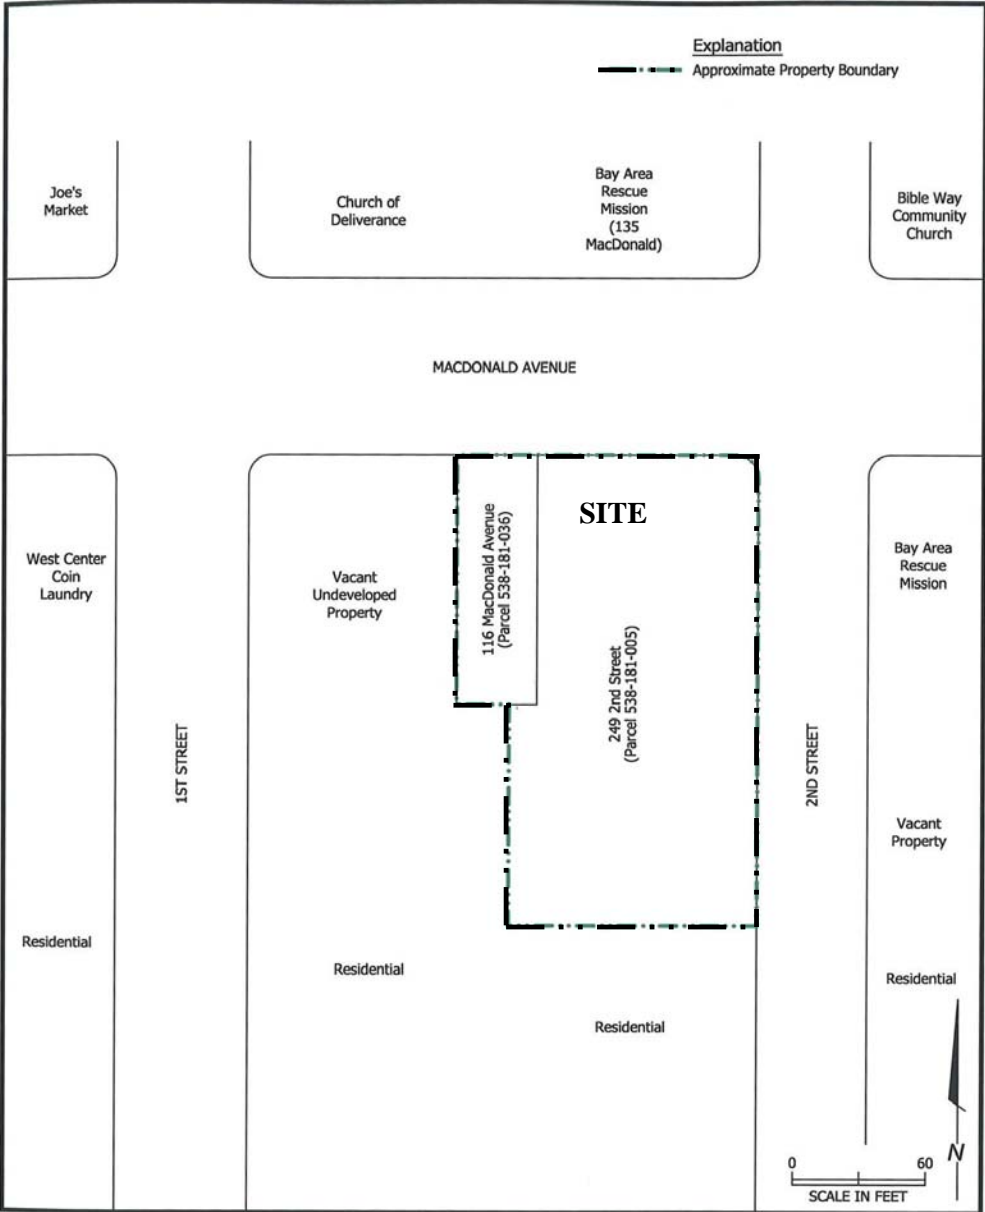 Explanation
Approximate Property Boundary
Joe's
Market
Church of
Deliverance
Bay Area
Rescue
Mission
(135
MacDonald)
Bible Way
Community
Church
MACDONALD AVENUE
West Center
Coin
Laundry
Vacant
Undeveloped
Property
116 MacDonald Avenue
(Parcel 538-181-036)
SITE
249 2nd Street
(Parcel 538-181-005)
Bay Area
Rescue
Mission
1ST STREET
2ND STREET
Vacant
Property
Residential
Residential
Residential
Residential
N
0 60
SCALE IN FEET